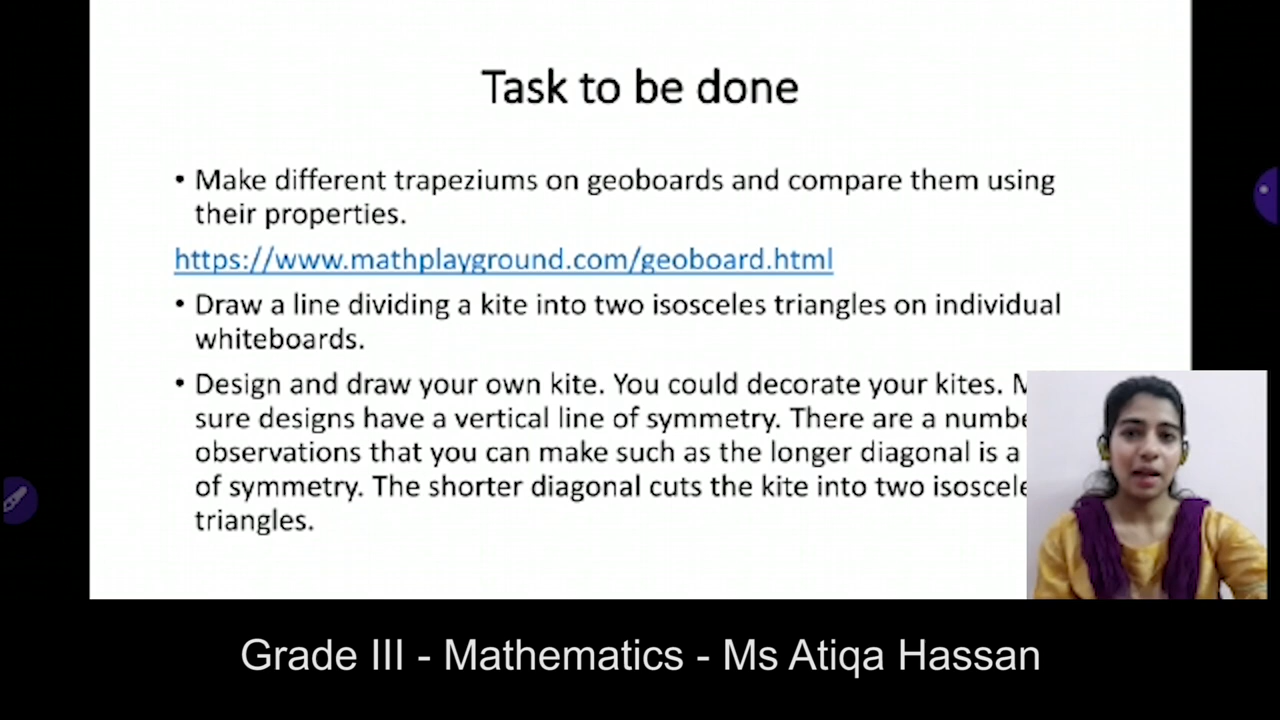 Task to be done
• Make different trapeziums on geoboards and compare them using
their properties.
https://www.mathplayground.com/geoboard.html
• Draw a line dividing a kite into two isosceles triangles on individual
whiteboards.
• Design and draw your own kite. You could decorate your kites.
sure designs have a vertical line of symmetry. There are a
observations that you can make such as the longer diagonal is a
of symmetry. The shorter diagonal cuts the kite into two
triangles.
Grade III - Mathematics - Ms Atiqa Hassan